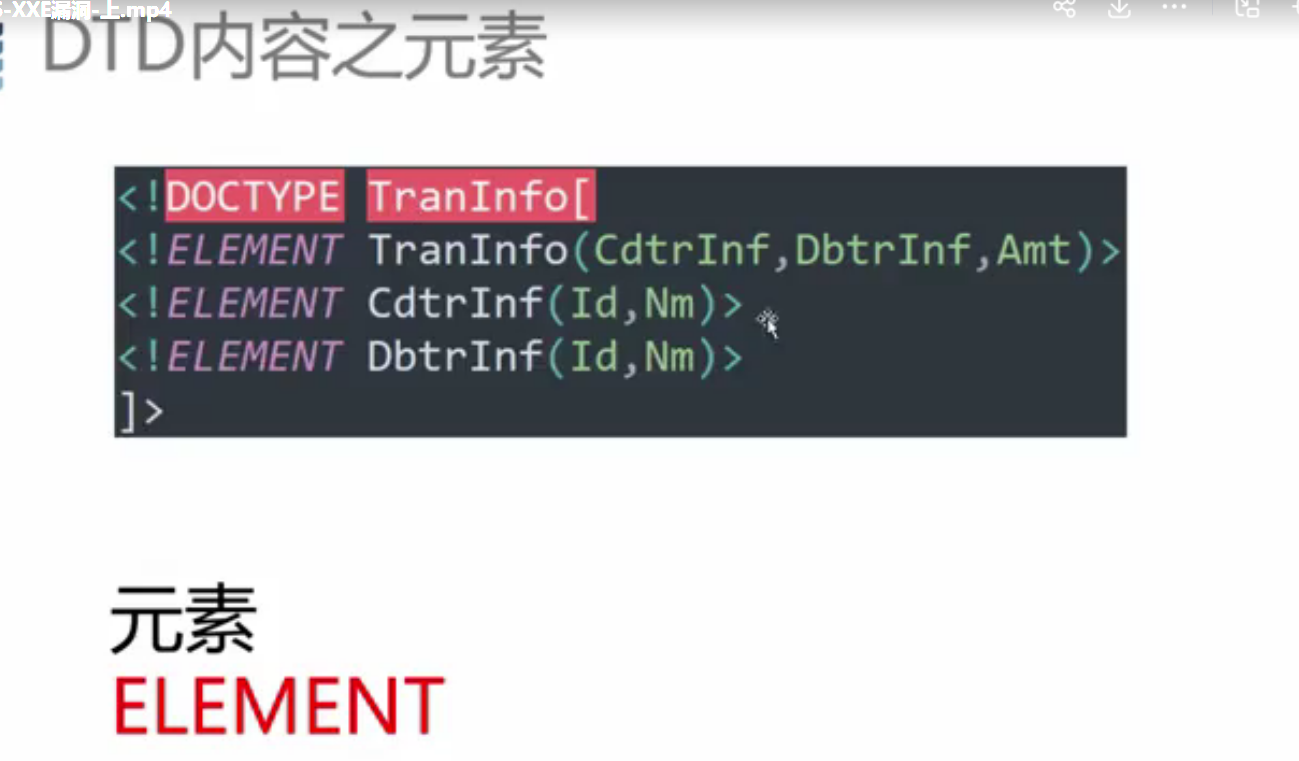 5-XXE漏洞-上.mp4
DTD内容之元素
<!DOCTYPE TranInfo[
<!ELEMENT TranInfo(CdtrInf,DbtrInf,Amt)>
<!ELEMENT CdtrInf(Id,Nm)>
<!ELEMENT DbtrInf(Id,Nm)>
]>
元素
ELEMENT